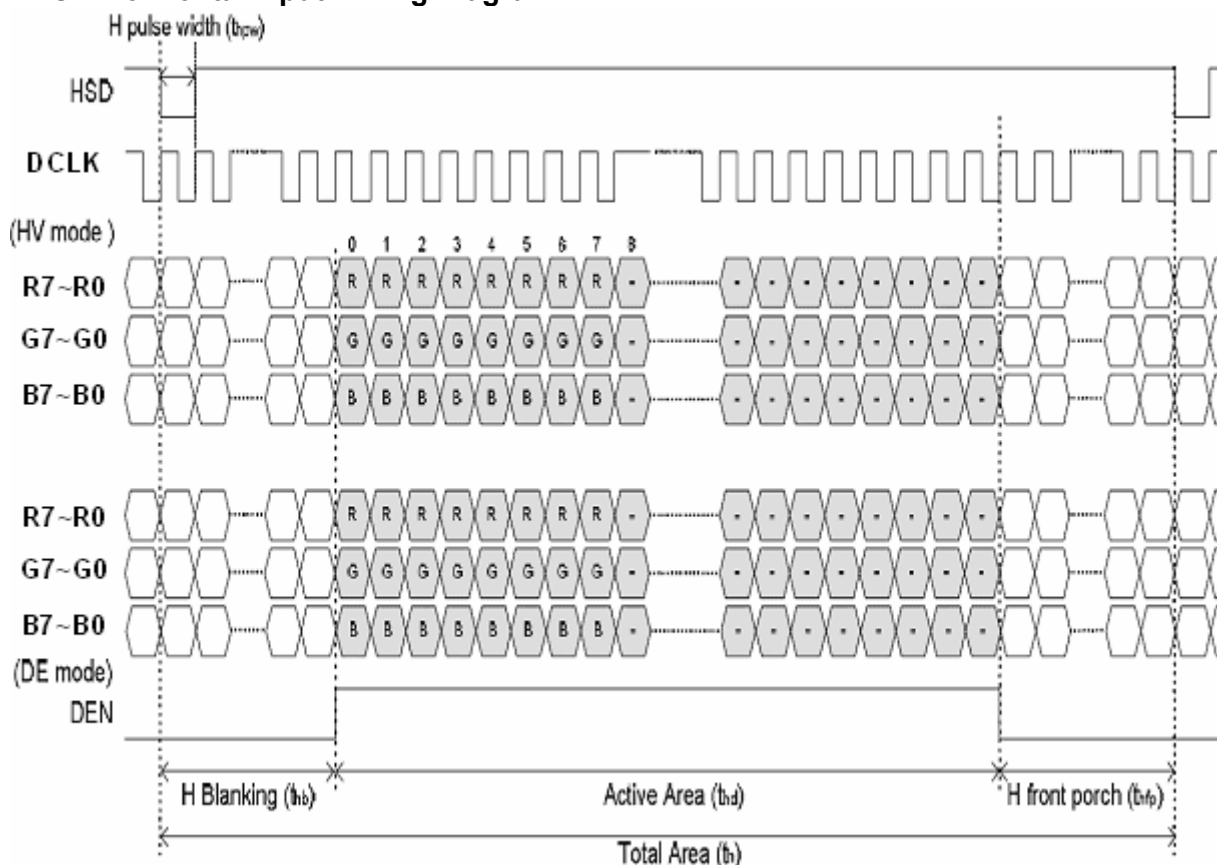 H pulse width (thpw)
HSD
DCLK
(HV mode )
0 1 2 3 4 5 6 7 8
R7~R0 R R R R R R R R - - - - - - - - -
G7~G0 G G G G G G G G - - - - - - - - -
B7~B0 B B B B B B B B - - - - - - - - -
R7~R0 R R R R R R R R - - - - - - - - -
G7~G0 G G G G G G G G - - - - - - - - -
B7~B0 B B B B B B B B - - - - - - - - -
(DE mode)
DEN
H Blanking (thb) Active Area (thd) H front porch (thfp)
Total Area (th)